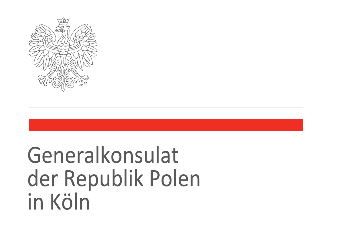 Generalkonsulat
der Republik Polen
in Köln